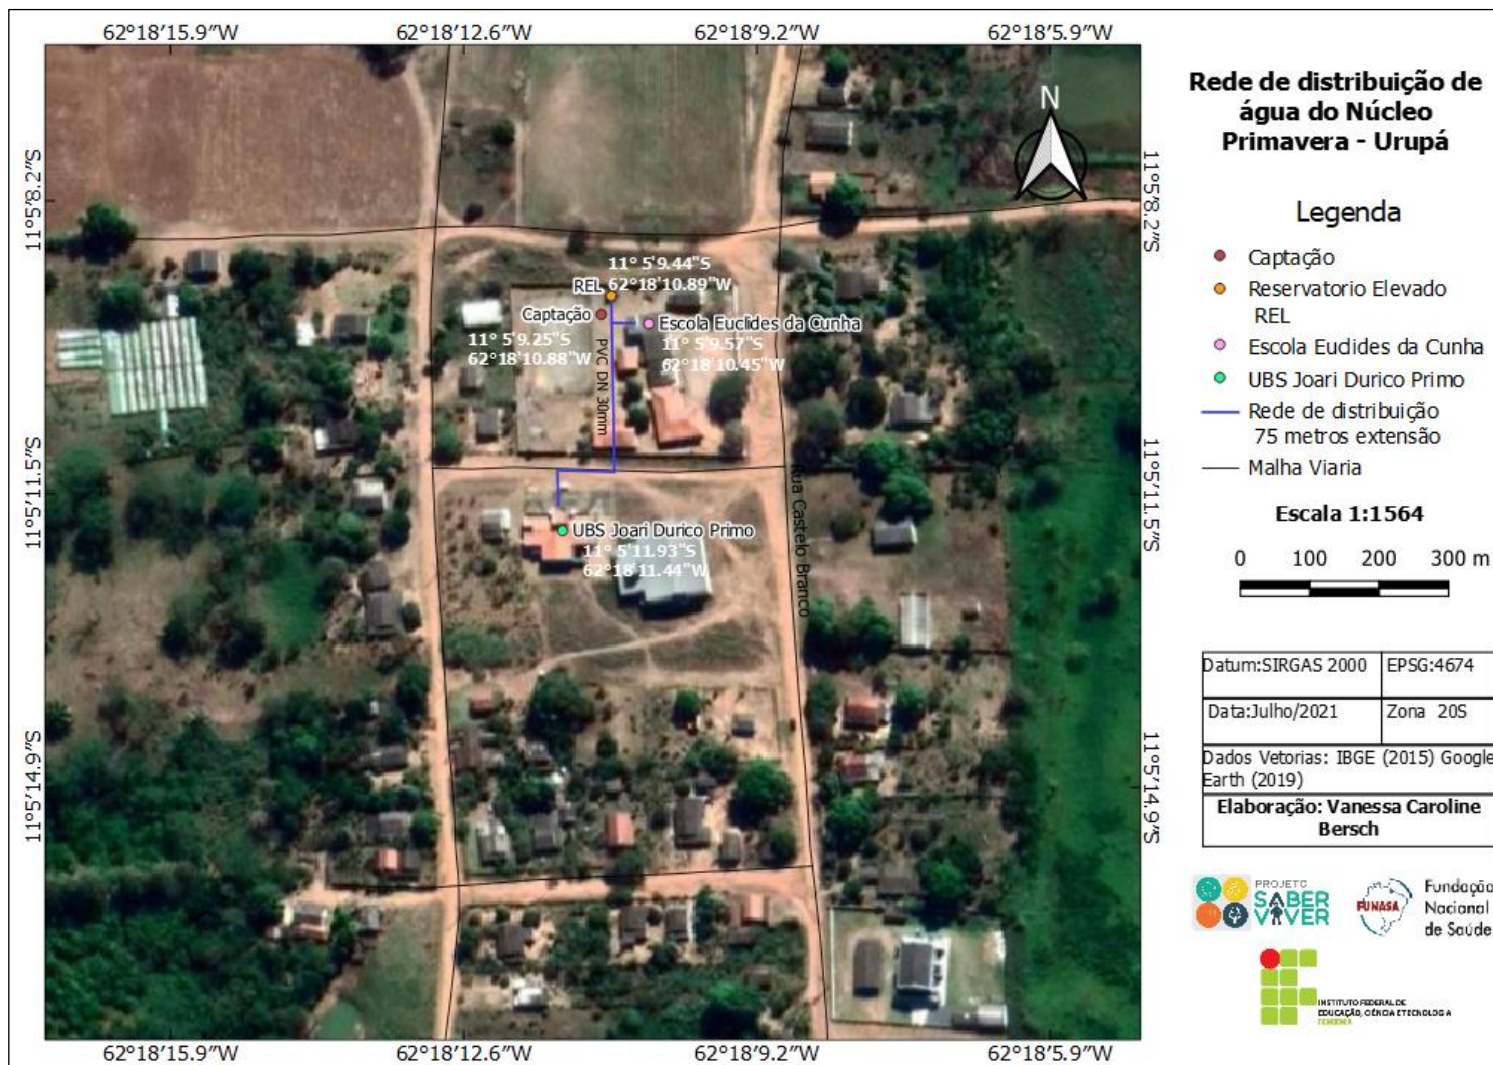 62°18'15.9"W
62°18'12.6"W
62°18'9.2"W
62°18'5.9"W
11°5'8.2"S
11°5'11.5"S
11°5'14.9"S
11° 5'9.44"S
62°18'10.89"W
REL
Captação
11° 5'9.25"S
62°18'10.88"W
PVC DN 30mm
Escola Euclides da Cunha
11° 5'9.57"S
62°18'10.45"W
UBS Joari Durico Primo
11° 5'11.93"S
62°18'11.44"W
Rua Castelo Branco
N
11°5'8.2"S
11°5'11.5"S
11°5'14.9"S
62°18'15.9"W
62°18'12.6"W
62°18'9.2"W
62°18'5.9"W
Rede de distribuição de
água do Núcleo
Primavera - Urupá
Legenda
Captação
Reservatorio Elevado
REL
Escola Euclides da Cunha
UBS Joari Durico Primo
Rede de distribuição
75 metros extensão
Malha Viaria
Escala 1:1564
0 100 200 300 m
Datum:SIRGAS 2000 EPSG:4674
Data:Julho/2021 Zona 20S
Dados Vetorias: IBGE (2015) Google
Earth (2019)
Elaboração: Vanessa Caroline
Bersch
PROJETO
SABER
VIVER
FUNASA
Fundação
Nacional
de Saúde
INSTITUTO FEDERAL DE
EDUCAÇÃO, CIÊNCIA E TECNOLOGIA